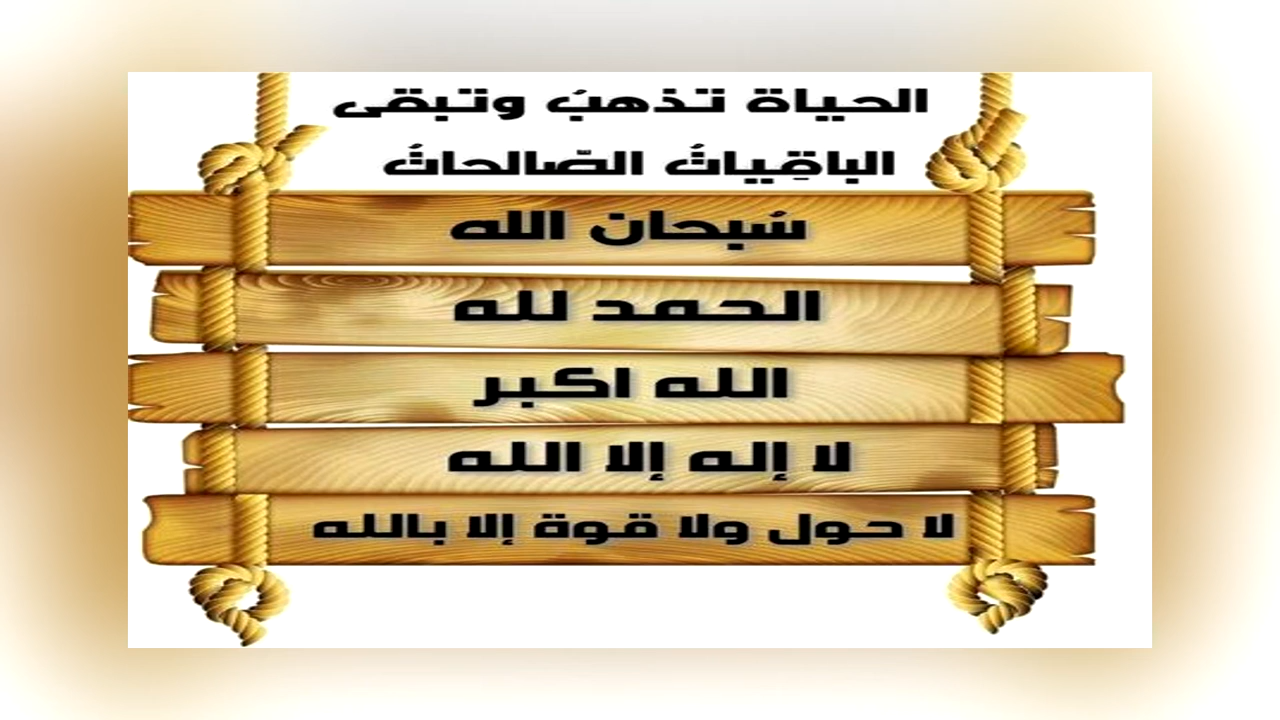 الحياة تذهبُ وتبقى
الباقِياتُ الصّالحاتُ
سُبحان الله
الحمد لله
الله اكبر
لا إله إلا الله
لا حول ولا قوة إلا بالله